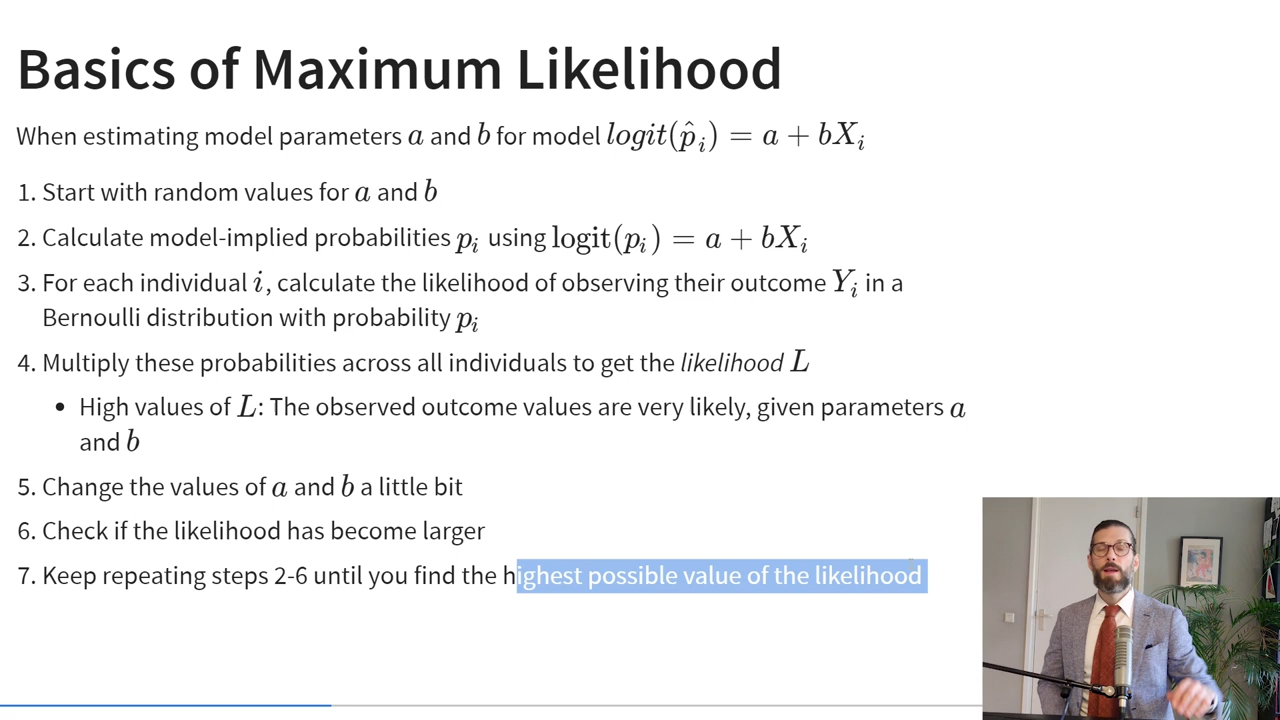 Basics of Maximum Likelihood
When estimating model parameters a and b for model logit(p̂ᵢ) = a + bXᵢ
1. Start with random values for a and b
2. Calculate model-implied probabilities pᵢ using logit(pᵢ) = a + bXᵢ
3. For each individual i, calculate the likelihood of observing their outcome Yᵢ in a
Bernoulli distribution with probability pᵢ
4. Multiply these probabilities across all individuals to get the likelihood L
• High values of L: The observed outcome values are very likely, given parameters a
and b
5. Change the values of a and b a little bit
6. Check if the likelihood has become larger
7. Keep repeating steps 2-6 until you find the highest possible value of the likelihood